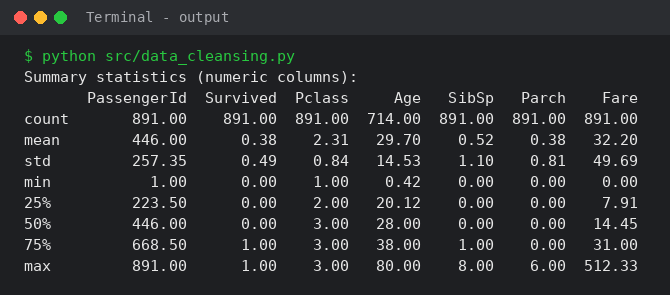 Terminal - output
$ python src/data_cleansing.py
Summary statistics (numeric columns):
       PassengerId  Survived  Pclass     Age   SibSp   Parch    Fare
count       891.00    891.00  891.00  714.00  891.00  891.00  891.00
mean        446.00      0.38    2.31   29.70    0.52    0.38   32.20
std         257.35      0.49    0.84   14.53    1.10    0.81   49.69
min           1.00      0.00    1.00    0.42    0.00    0.00    0.00
25%         223.50      0.00    2.00   20.12    0.00    0.00    7.91
50%         446.00      0.00    3.00   28.00    0.00    0.00   14.45
75%         668.50      1.00    3.00   38.00    1.00    0.00   31.00
max         891.00      1.00    3.00   80.00    8.00    6.00  512.33